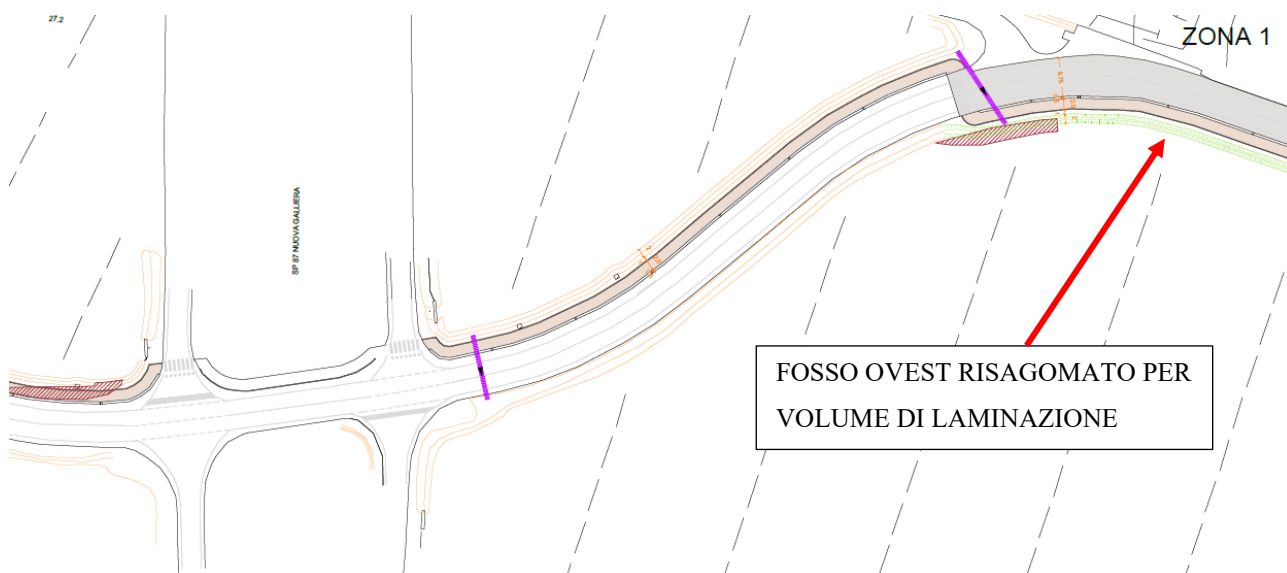 27.2
ZONA 1
SP 87 NUOVA GALLIERA
FOSSO OVEST RISAGOMATO PER
VOLUME DI LAMINAZIONE